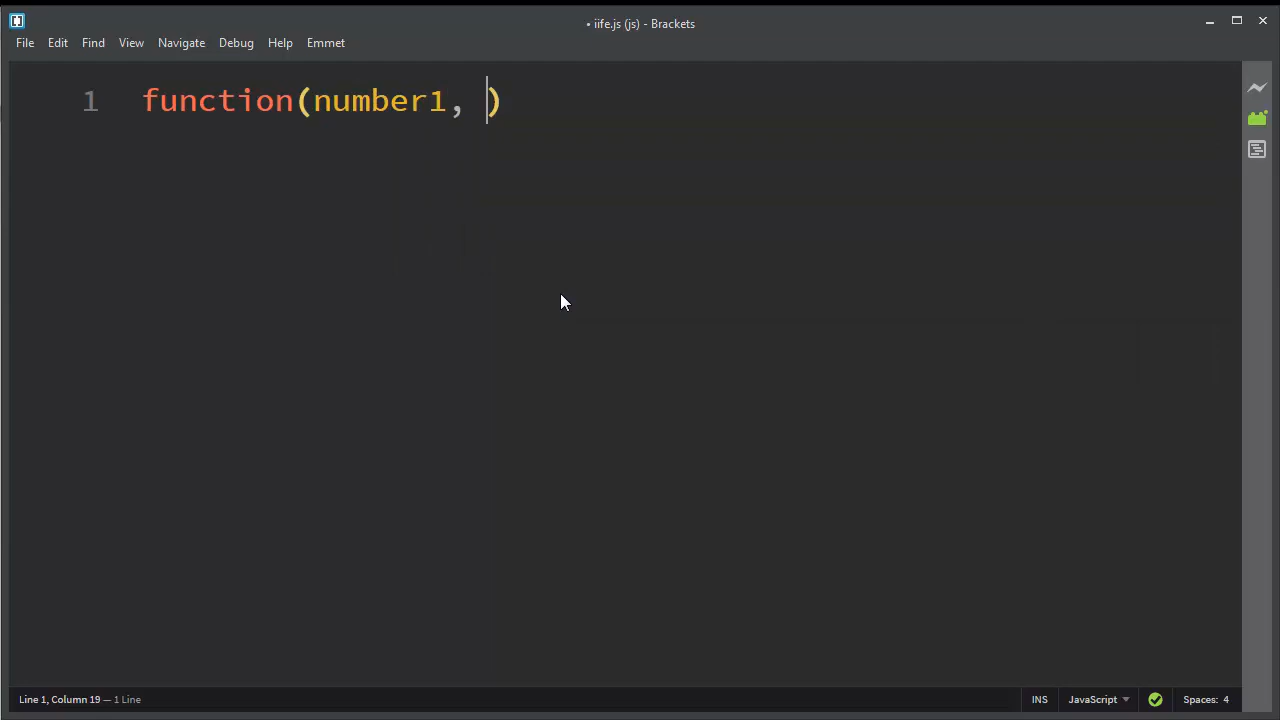 • iife.js (js) - Brackets
File Edit Find View Navigate Debug Help Emmet
1 function(number1, )
Line 1, Column 19 — 1 Line INS JavaScript Spaces: 4